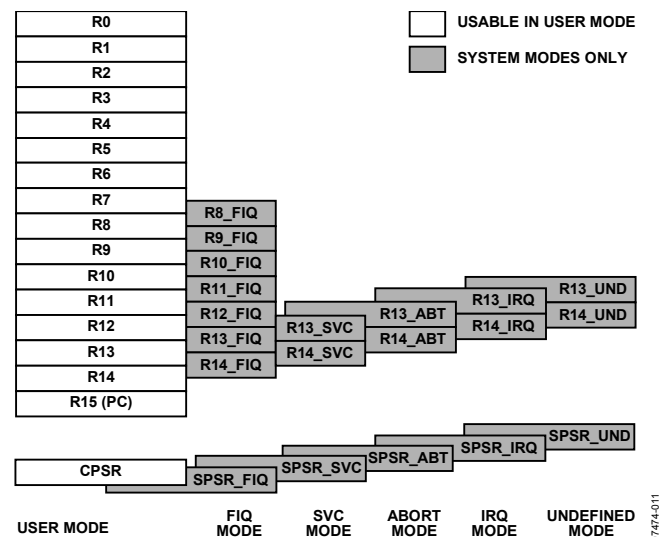 R0
R1
R2
R3
R4
R5
R6
R7
R8
R9
R10
R11
R12
R13
R14
R15 (PC)
CPSR
USABLE IN USER MODE
SYSTEM MODES ONLY
R8_FIQ
R9_FIQ
R10_FIQ
R11_FIQ
R12_FIQ
R13_FIQ
R14_FIQ
R13_SVC
R14_SVC
R13_ABT
R14_ABT
R13_IRQ
R14_IRQ
R13_UND
R14_UND
SPSR_FIQ
SPSR_SVC
SPSR_ABT
SPSR_IRQ
SPSR_UND
USER MODE
FIQ
MODE
SVC
MODE
ABORT
MODE
IRQ
MODE
UNDEFINED
MODE
7474-011